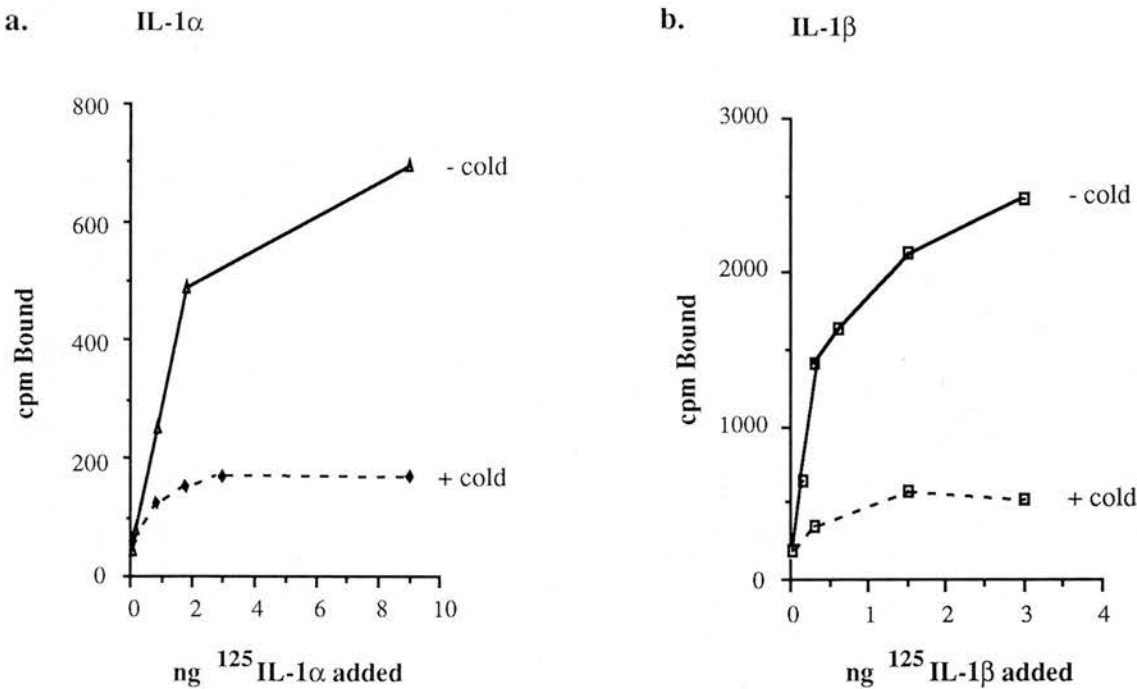 a. IL-1α
800
600
400
200
0
cpm Bound
- cold
+ cold
0 2 4 6 8 10
ng ¹²⁵IL-1α added
b. IL-1β
3000
2000
1000
0
cpm Bound
- cold
+ cold
0 1 2 3 4
ng ¹²⁵IL-1β added